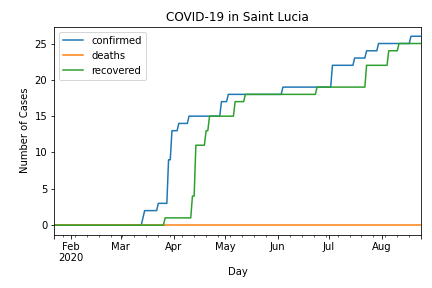 COVID-19 in Saint Lucia
confirmed
deaths
recovered
Number of Cases
25
20
15
10
5
0
Feb Mar Apr May Jun Jul Aug
2020
Day